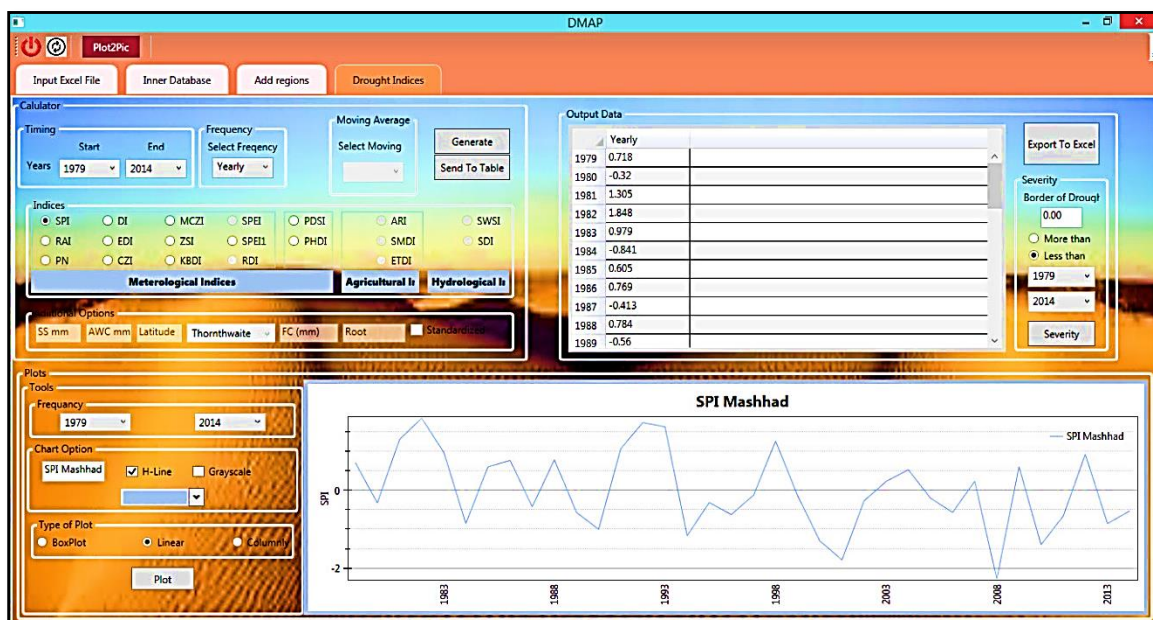 DMAP
Plot2Pic
Input Excel File
Inner Database
Add regions
Drought Indices
Calulator
Timing
Start End
Years 1979 2014
Frequency
Select Freqency
Yearly
Moving Average
Select Moving
Generate
Send To Table
Indices
SPI DI MCZI SPEI PDSI ARI SWSI
RAI EDI ZSI SPEI1 PHDI SMDI SDI
PN CZI KBDI RDI ETDI
Meterological Indices Agricultural Ir Hydrological Ir
Options
SS mm AWC mm Latitude Thornthwaite FC (mm) Root Standardized
Output Data
Yearly
1979 0.718
1980 -0.32
1981 1.305
1982 1.848
1983 0.979
1984 -0.841
1985 0.605
1986 0.769
1987 -0.413
1988 0.784
1989 -0.56
Export To Excel
Severity
Border of Drougt
0.00
More than
Less than
1979
2014
Severity
Plots
Tools
Frequancy
1979 2014
Chart Option
SPI Mashhad H-Line Grayscale
Type of Plot
BoxPlot Linear Columnly
Plot
SPI Mashhad
SPI Mashhad
SPI
0
-2
1983 1988 1993 1998 2003 2008 2013